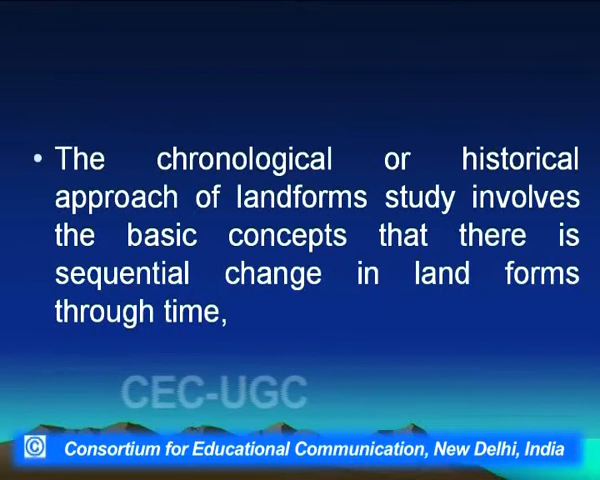 • The chronological or historical
approach of landforms study involves
the basic concepts that there is
sequential change in land forms
through time,
CEC-UGC
© Consortium for Educational Communication, New Delhi, India